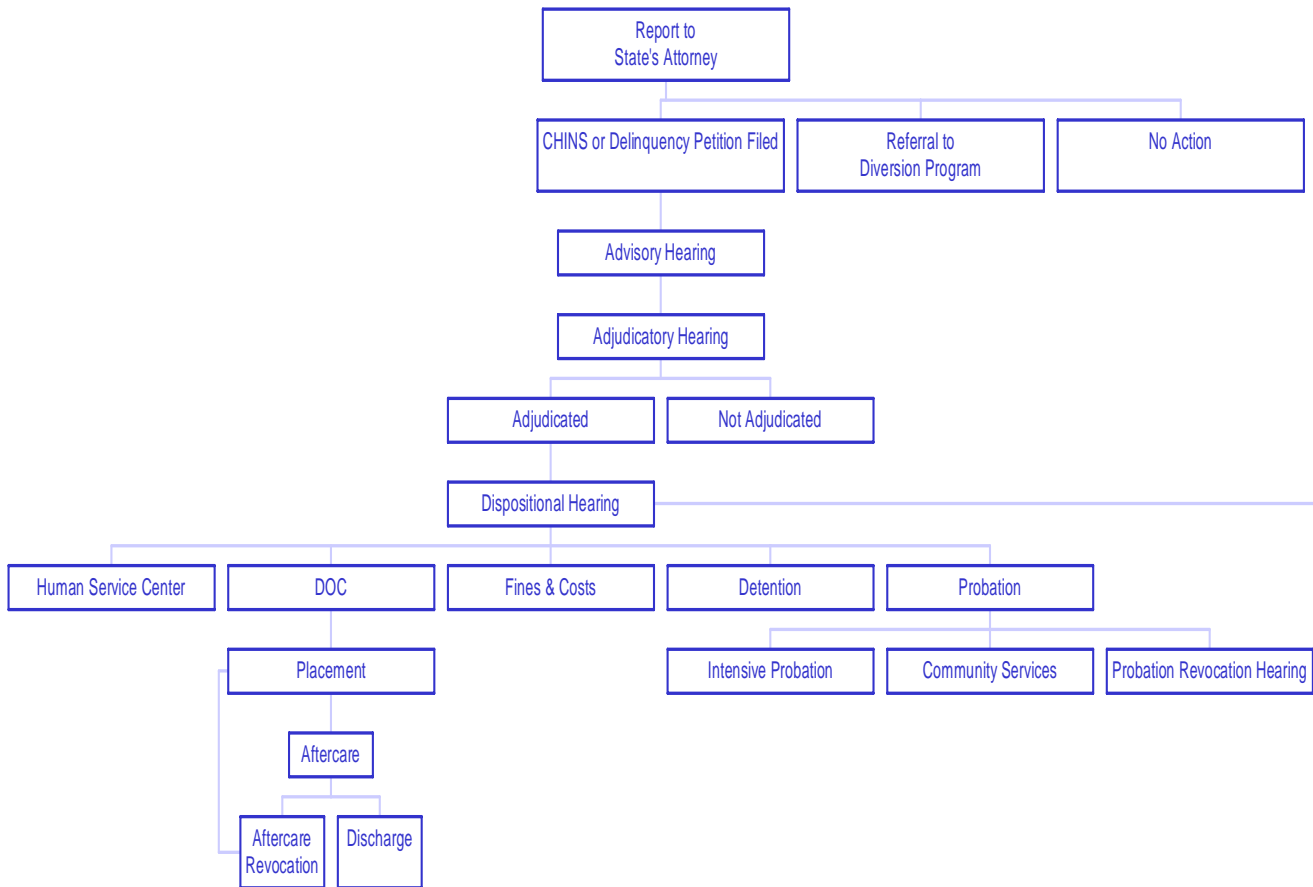 Report to
State's Attorney
CHINS or Delinquency Petition Filed
Referral to
Diversion Program
No Action
Advisory Hearing
Adjudicatory Hearing
Adjudicated
Not Adjudicated
Dispositional Hearing
Human Service Center
DOC
Fines & Costs
Detention
Probation
Placement
Intensive Probation
Community Services
Probation Revocation Hearing
Aftercare
Aftercare
Revocation
Discharge